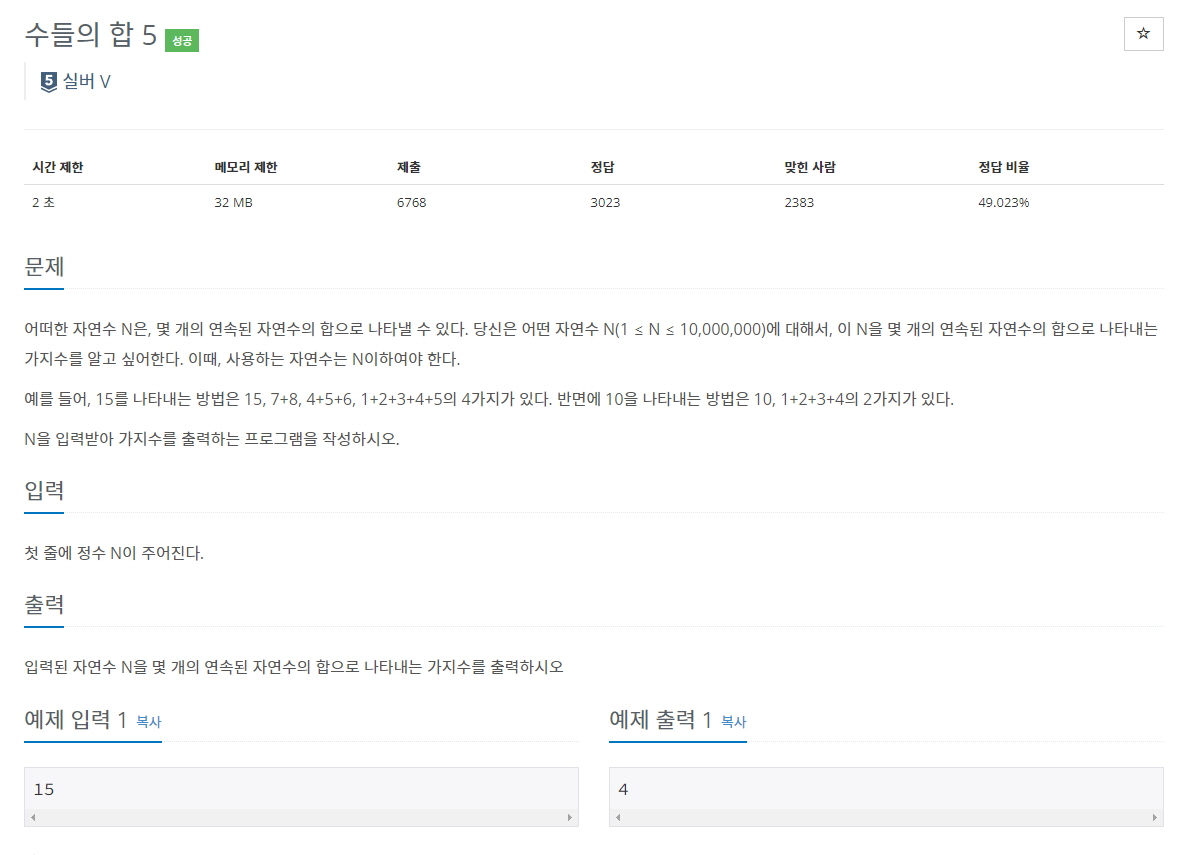 수들의 합 5 성공
☆
5 실버 V
시간 제한 메모리 제한 제출 정답 맞힌 사람 정답 비율
2 초 32 MB 6768 3023 2383 49.023%
문제
어떠한 자연수 N은, 몇 개의 연속된 자연수의 합으로 나타낼 수 있다. 당신은 어떤 자연수 N(1 ≤ N ≤ 10,000,000)에 대해서, 이 N을 몇 개의 연속된 자연수의 합으로 나타내는
가지수를 알고 싶어한다. 이때, 사용하는 자연수는 N이하여야 한다.
예를 들어, 15를 나타내는 방법은 15, 7+8, 4+5+6, 1+2+3+4+5의 4가지가 있다. 반면에 10을 나타내는 방법은 10, 1+2+3+4의 2가지가 있다.
N을 입력받아 가지수를 출력하는 프로그램을 작성하시오.
입력
첫 줄에 정수 N이 주어진다.
출력
입력된 자연수 N을 몇 개의 연속된 자연수의 합으로 나타내는 가지수를 출력하시오
예제 입력 1 복사 예제 출력 1 복사
15 4